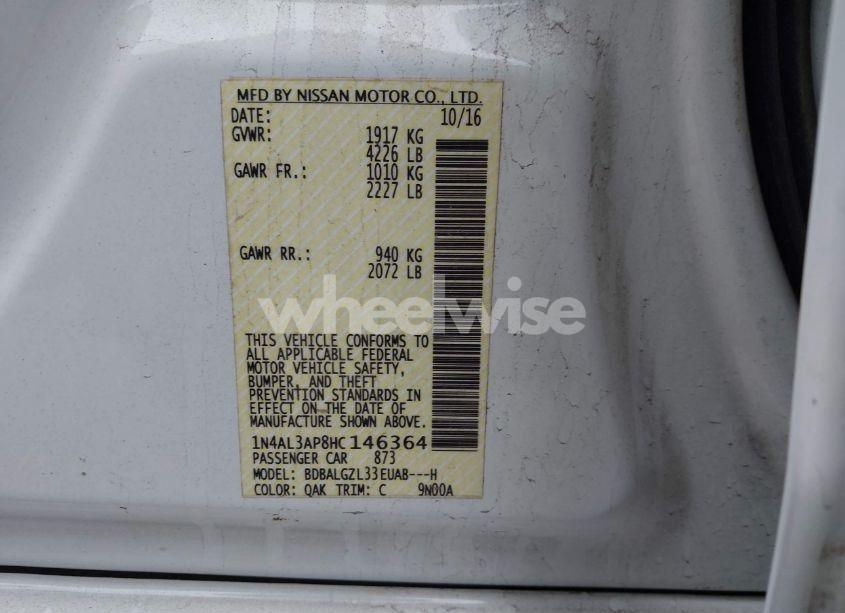 MFD BY NISSAN MOTOR CO., LTD.
DATE: 10/16
GVWR: 1917 KG
4226 LB
GAWR FR.: 1010 KG
2227 LB
GAWR RR.: 940 KG
2072 LB
wheelwise
THIS VEHICLE CONFORMS TO
ALL APPLICABLE FEDERAL
MOTOR VEHICLE SAFETY,
BUMPER, AND THEFT
PREVENTION STANDARDS IN
EFFECT ON THE DATE OF
MANUFACTURE SHOWN ABOVE.
1N4AL3AP8HC146364
PASSENGER CAR 873
MODEL: BDBALGZL33EUAB---H
COLOR: QAK TRIM: C 9N00A